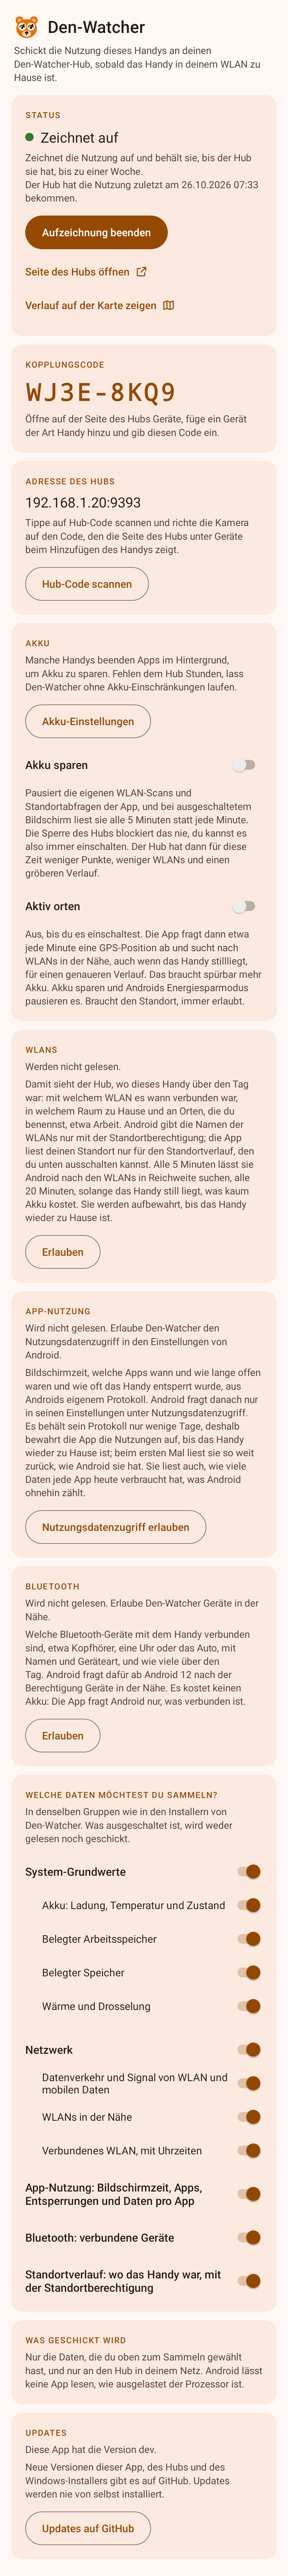 Den-Watcher
Schickt die Nutzung dieses Handys an deinen
Den-Watcher-Hub, sobald das Handy in deinem WLAN zu
Hause ist.
STATUS
Zeichnet auf
Zeichnet die Nutzung auf und behält sie, bis der Hub
sie hat, bis zu einer Woche.
Der Hub hat die Nutzung zuletzt am 26.10.2026 07:33
bekommen.
Aufzeichnung beenden
Seite des Hubs öffnen
Verlauf auf der Karte zeigen
KOPPLUNGSCODE
WJ3E-8KQ9
Öffne auf der Seite des Hubs Geräte, füge ein Gerät
der Art Handy hinzu und gib diesen Code ein.
ADRESSE DES HUBS
192.168.1.20:9393
Tippe auf Hub-Code scannen und richte die Kamera
auf den Code, den die Seite des Hubs unter Geräte
beim Hinzufügen des Handys zeigt.
Hub-Code scannen
AKKU
Manche Handys beenden Apps im Hintergrund,
um Akku zu sparen. Fehlen dem Hub Stunden, lass
Den-Watcher ohne Akku-Einschränkungen laufen.
Akku-Einstellungen
Akku sparen
Pausiert die eigenen WLAN-Scans und
Standortabfragen der App, und bei ausgeschaltetem
Bildschirm liest sie alle 5 Minuten statt jede Minute.
Die Sperre des Hubs blockiert das nie, du kannst es
also immer einschalten. Der Hub hat dann für diese
Zeit weniger Punkte, weniger WLANs und einen
gröberen Verlauf.
Aktiv orten
Aus, bis du es einschaltest. Die App fragt dann etwa
jede Minute eine GPS-Position ab und sucht nach
WLANs in der Nähe, auch wenn das Handy stillliegt,
für einen genaueren Verlauf. Das braucht spürbar mehr
Akku. Akku sparen und Androids Energiesparmodus
pausieren es. Braucht den Standort, immer erlaubt.
WLANS
Werden nicht gelesen.
Damit sieht der Hub, wo dieses Handy über den Tag
war: mit welchem WLAN es wann verbunden war,
in welchem Raum zu Hause und an Orten, die du
benennst, etwa Arbeit. Android gibt die Namen der
WLANs nur mit der Standortberechtigung; die App
liest deinen Standort nur für den Standortverlauf, den
du unten ausschalten kannst. Alle 5 Minuten lässt sie
Android nach den WLANs in Reichweite suchen, alle
20 Minuten, solange das Handy still liegt, was kaum
Akku kostet. Sie werden aufbewahrt, bis das Handy
wieder zu Hause ist.
Erlauben
APP-NUTZUNG
Wird nicht gelesen. Erlaube Den-Watcher den
Nutzungsdatenzugriff in den Einstellungen von
Android.
Bildschirmzeit, welche Apps wann und wie lange offen
waren und wie oft das Handy entsperrt wurde, aus
Androids eigenem Protokoll. Android fragt danach nur
in seinen Einstellungen unter Nutzungsdatenzugriff.
Es behält sein Protokoll nur wenige Tage, deshalb
bewahrt die App die Nutzungen auf, bis das Handy
wieder zu Hause ist; beim ersten Mal liest sie so weit
zurück, wie Android sie hat. Sie liest auch, wie viele
Daten jede App heute verbraucht hat, was Android
ohnehin zählt.
Nutzungsdatenzugriff erlauben
BLUETOOTH
Wird nicht gelesen. Erlaube Den-Watcher Geräte in der
Nähe.
Welche Bluetooth-Geräte mit dem Handy verbunden
sind, etwa Kopfhörer, eine Uhr oder das Auto, mit
Namen und Geräteart, und wie viele über den
Tag. Android fragt dafür ab Android 12 nach der
Berechtigung Geräte in der Nähe. Es kostet keinen
Akku: Die App fragt Android nur, was verbunden ist.
Erlauben
WELCHE DATEN MÖCHTEST DU SAMMELN?
In denselben Gruppen wie in den Installern von
Den-Watcher. Was ausgeschaltet ist, wird weder
gelesen noch geschickt.
System-Grundwerte
Akku: Ladung, Temperatur und Zustand
Belegter Arbeitsspeicher
Belegter Speicher
Wärme und Drosselung
Netzwerk
Datenverkehr und Signal von WLAN und
mobilen Daten
WLANs in der Nähe
Verbundenes WLAN, mit Uhrzeiten
App-Nutzung: Bildschirmzeit, Apps,
Entsperrungen und Daten pro App
Bluetooth: verbundene Geräte
Standortverlauf: wo das Handy war, mit
der Standortberechtigung
WAS GESCHICKT WIRD
Nur die Daten, die du oben zum Sammeln gewählt
hast, und nur an den Hub in deinem Netz. Android lässt
keine App lesen, wie ausgelastet der Prozessor ist.
UPDATES
Diese App hat die Version dev.
Neue Versionen dieser App, des Hubs und des
Windows-Installers gibt es auf GitHub. Updates
werden nie von selbst installiert.
Updates auf GitHub